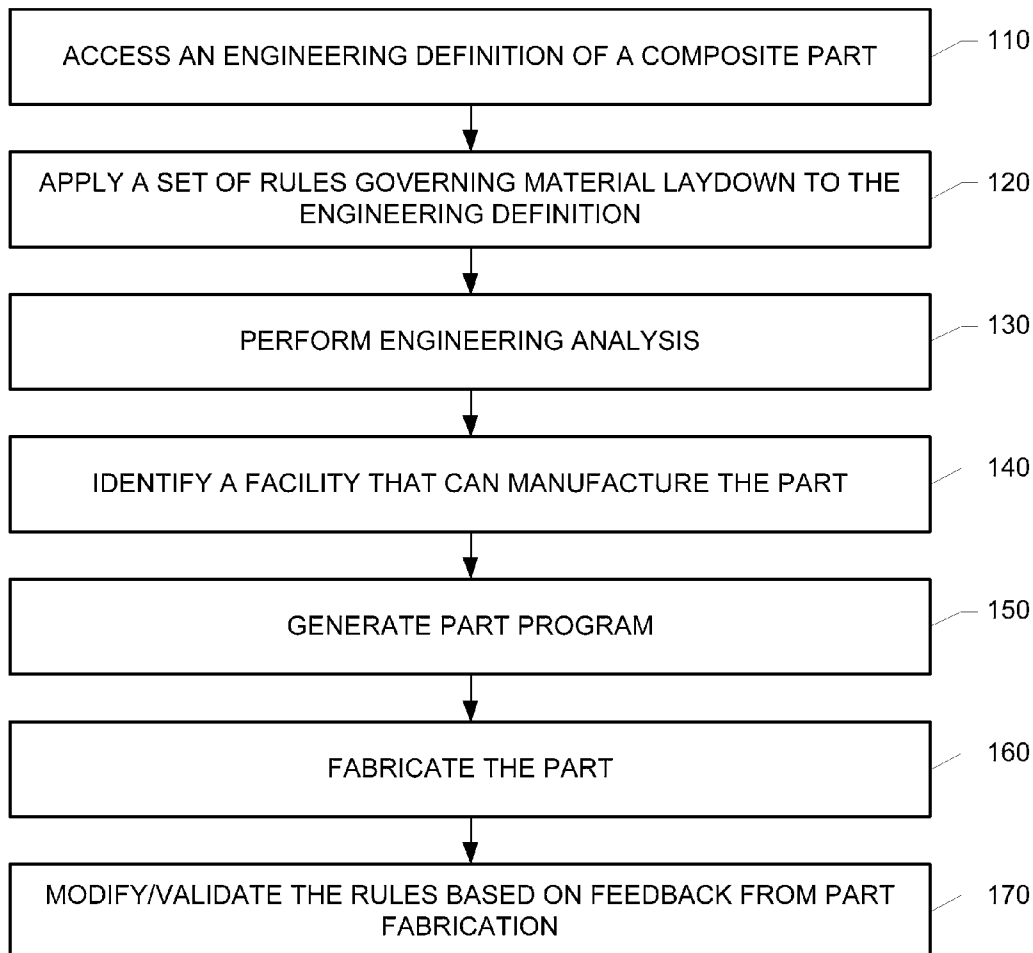 ACCESS AN ENGINEERING DEFINITION OF A COMPOSITE PART
110
APPLY A SET OF RULES GOVERNING MATERIAL LAYDOWN TO THE
ENGINEERING DEFINITION
120
PERFORM ENGINEERING ANALYSIS
130
IDENTIFY A FACILITY THAT CAN MANUFACTURE THE PART
140
GENERATE PART PROGRAM
150
FABRICATE THE PART
160
MODIFY/VALIDATE THE RULES BASED ON FEEDBACK FROM PART
FABRICATION
170